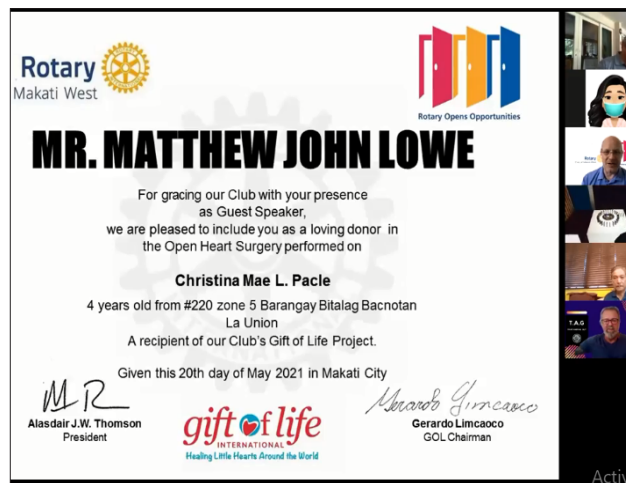 Rotary
Makati West
Rotary Opens Opportunities
MR. MATTHEW JOHN LOWE
For gracing our Club with your presence
as Guest Speaker,
we are pleased to include you as a loving donor in
the Open Heart Surgery performed on
Christina Mae L. Pacle
4 years old from #220 zone 5 Barangay Bitalag Bacnotan
La Union
A recipient of our Club's Gift of Life Project.
Given this 20th day of May 2021 in Makati City
Alasdair J.W. Thomson
President
gift of life
INTERNATIONAL
Healing Little Hearts Around the World
Gerardo Limcaoco
Gerardo Limcaoco
GOL Chairman
T.A.G
Activ